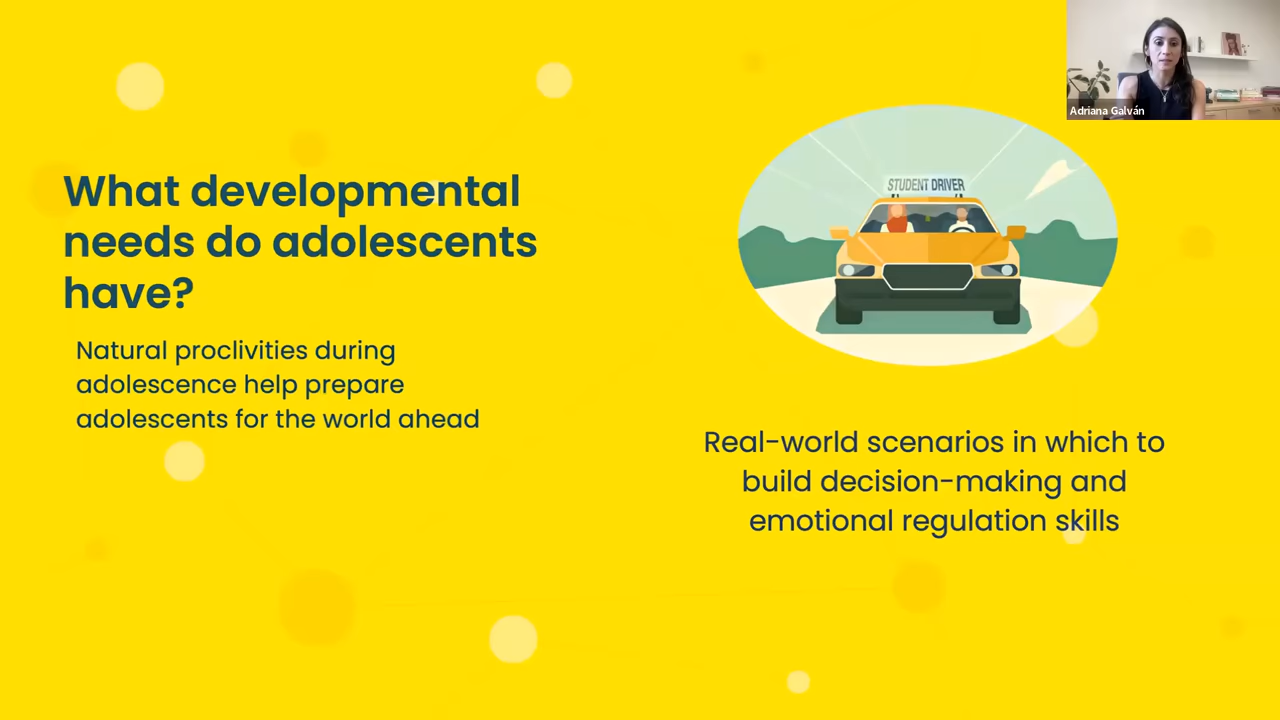 Adriana Galván
What developmental
needs do adolescents
have?
Natural proclivities during
adolescence help prepare
adolescents for the world ahead
STUDENT DRIVER
Real-world scenarios in which to
build decision-making and
emotional regulation skills